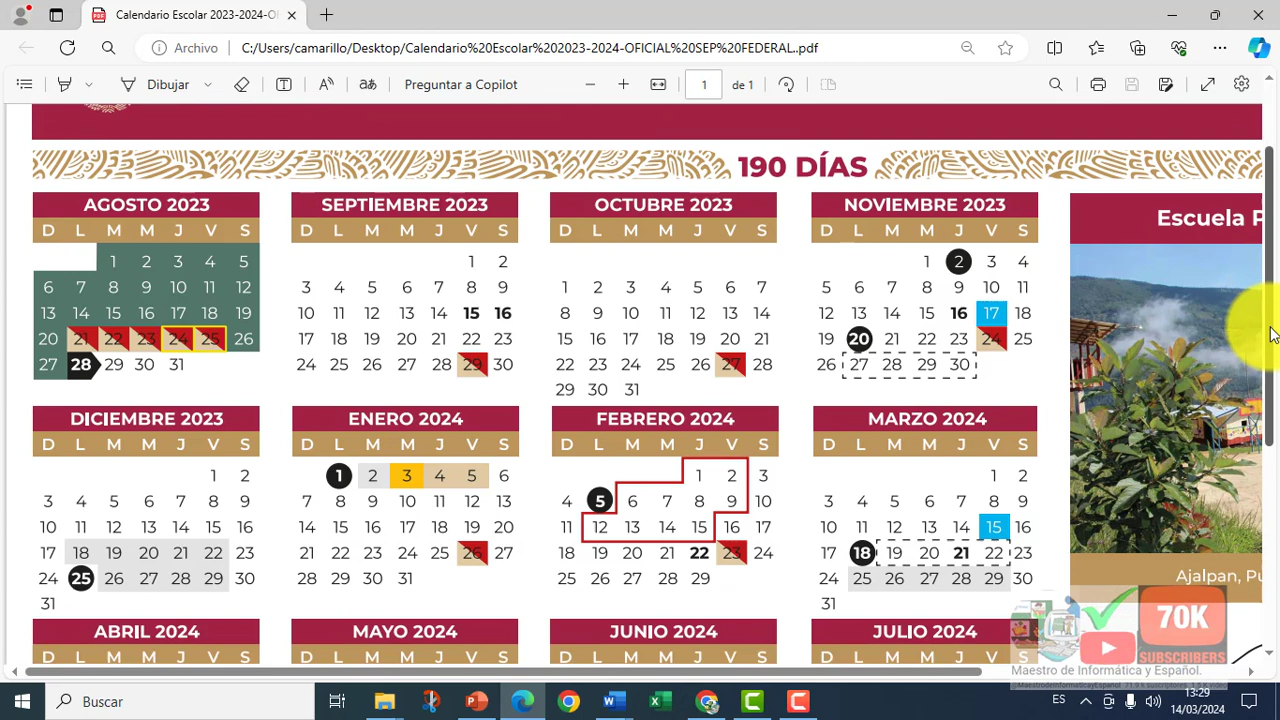 Calendario Escolar 2023-2024-O
Archivo
C:/Users/camarillo/Desktop/Calendario%20Escolar%202023-2024-OFICIAL%20SEP%20FEDERAL..pdf
Dibujar
Preguntar a Copilot
1 de 1
190 DÍAS
AGOSTO 2023
D L M M J V S
1 2 3 4 5
6 7 8 9 10 11 12
13 14 15 16 17 18 19
20 21 22 23 24 25 26
27 28 29 30 31
SEPTIEMBRE 2023
D L M M J V S
1 2
3 4 5 6 7 8 9
10 11 12 13 14 15 16
17 18 19 20 21 22 23
24 25 26 27 28 29 30
OCTUBRE 2023
D L M M J V S
1 2 3 4 5 6 7
8 9 10 11 12 13 14
15 16 17 18 19 20 21
22 23 24 25 26 27 28
29 30 31
NOVIEMBRE 2023
D L M M J V S
1 2 3 4
5 6 7 8 9 10 11
12 13 14 15 16 17 18
19 20 21 22 23 24 25
26 27 28 29 30
Escuela P
DICIEMBRE 2023
D L M M J V S
1 2
3 4 5 6 7 8 9
10 11 12 13 14 15 16
17 18 19 20 21 22 23
24 25 26 27 28 29 30
31
ENERO 2024
D L M M J V S
1 2 3 4 5 6
7 8 9 10 11 12 13
14 15 16 17 18 19 20
21 22 23 24 25 26 27
28 29 30 31
FEBRERO 2024
D L M M J V S
1 2 3
4 5 6 7 8 9 10
11 12 13 14 15 16 17
18 19 20 21 22 23 24
25 26 27 28 29
MARZO 2024
D L M M J V S
1 2
3 4 5 6 7 8 9
10 11 12 13 14 15 16
17 18 19 20 21 22 23
24 25 26 27 28 29 30
31
Ajalpan, Pu
ABRIL 2024
MAYO 2024
JUNIO 2024
JULIO 2024
70K
SUBSCRIBERS
Maestro de Informática y Español
Buscar
ES
13:29
14/03/2024